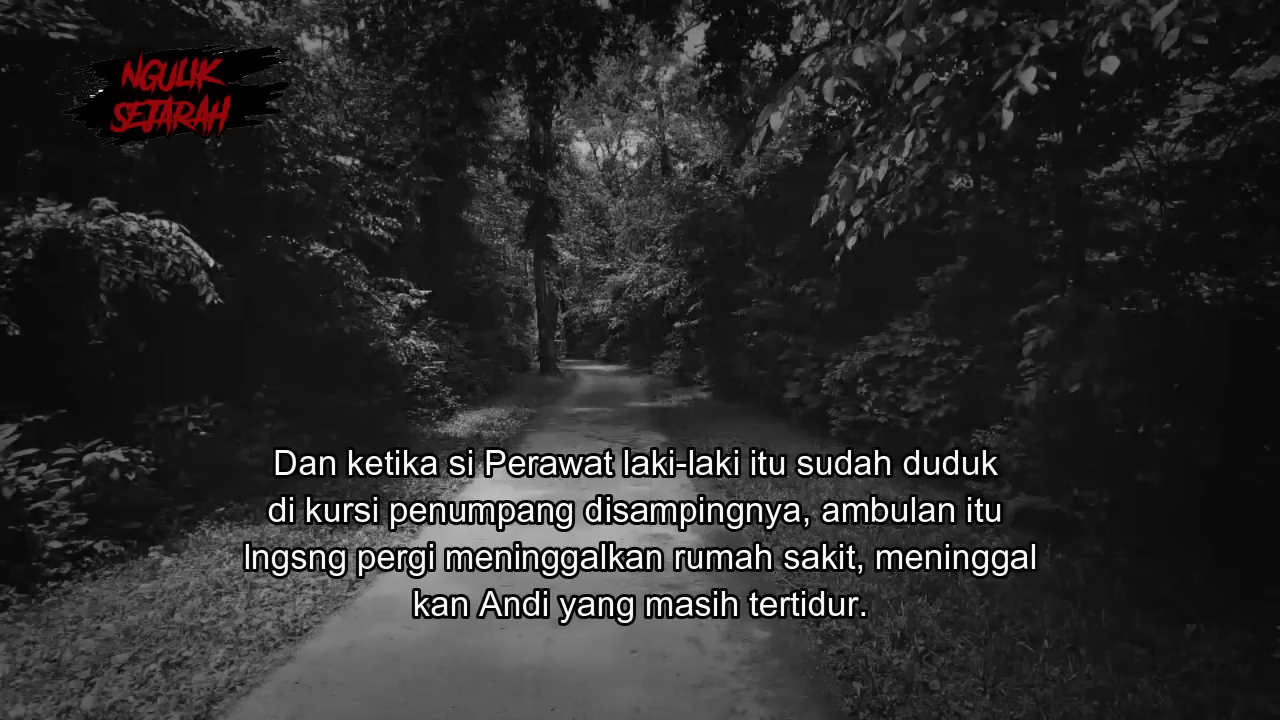 NGULIK
SEJARAH
Dan ketika si Perawat laki-laki itu sudah duduk
di kursi penumpang disampingnya, ambulan itu
lngsng pergi meninggalkan rumah sakit, meninggal
kan Andi yang masih tertidur.